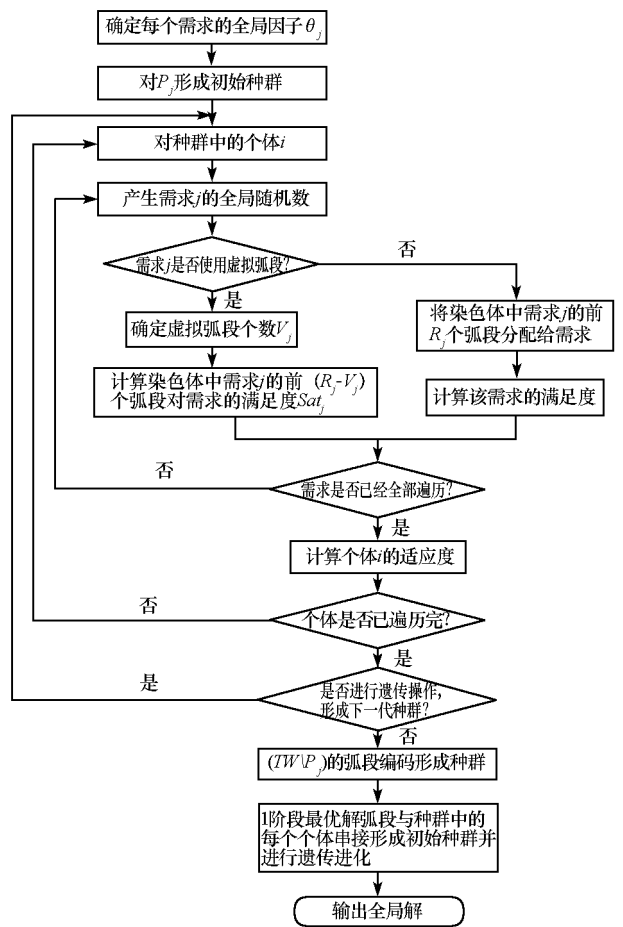 确定每个需求的全局因子θj
对Pj形成初始种群
对种群中的个体i
产生需求j的全局随机数
需求j是否使用虚拟弧段?
否
是
确定虚拟弧段个数Vj
将染色体中需求j的前
Rj个弧段分配给需求
计算染色体中需求j的前（Rj-Vj）
个弧段对需求的满足度Satj
计算该需求的满足度
否
需求是否已经全部遍历?
是
计算个体i的适应度
否
个体是否已遍历完?
是
是
是否进行遗传操作,
形成下一代种群?
否
(TW\Pj)的弧段编码形成种群
1阶段最优解弧段与种群中的
每个个体串接形成初始种群并
进行遗传进化
输出全局解